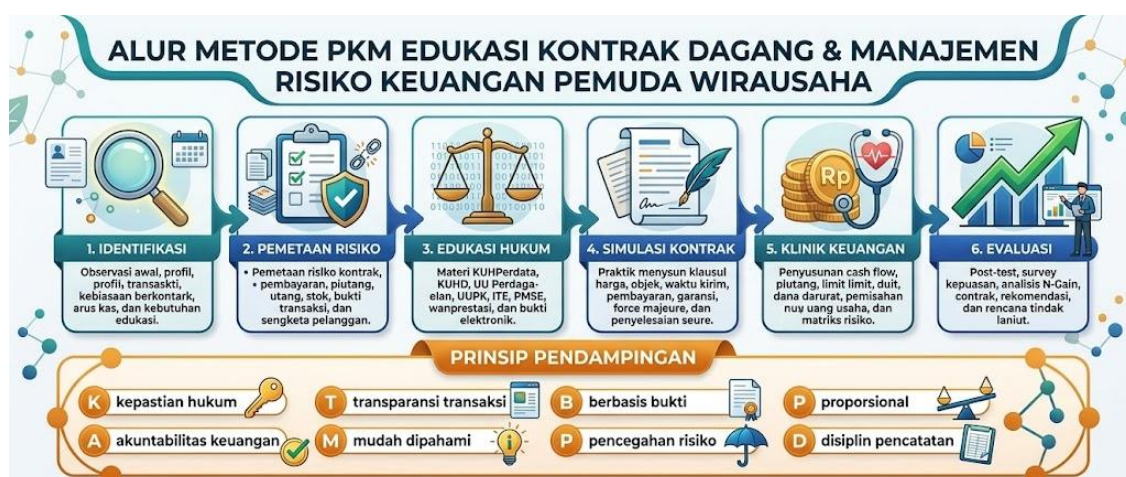 ALUR METODE PKM EDUKASI KONTRAK DAGANG & MANAJEMEN
RISIKO KEUANGAN PEMUDA WIRAUSAHA
1. IDENTIFIKASI
Observasi awal, profil,
profil, transaskti,
kebiasaan berkontark,
arus kas, dan kebutuhan
edukasi.
2. PEMETAAN RISIKO
• Pemetaan rislko kontrak,
• pembayaran, piutang,
utang, stok, bukti
transaksi, dan
sengketa pelanggan.
3. EDUKASI HUKUM
Materi KUHPerdata,
KUHD, UU Perdaga-
elan, UUPK, ITE, PMSE,
wanprestasi, dan bukti
elektronik.
4. SIMULASI KONTRAK
Praktik menysun klausul
harga, objek, waktu kirim,
pembayaran, garansi,
force majeure, dan
penyelesaian seure.
5. KLINIK KEUANGAN
Penyusunan cash flow,
plutang, limit limit, duit,
dana darurat, pemisahan
nuy uang usaha, dan
matriks risiko.
Rp
6. EVALUASI
Post-test, survey
kepuasan, analisis N-Gain,
contrak, rekomendasi,
dan rencana tindak
laniut.
PRINSIP PENDAMPINGAN
K kepastian hukum
T transparansi transaksi
B berbasis bukti
P proporsional
A akuntabilitas keuangan
M mudah dipahami
P pencegahan risiko
D disiplin pencatatan